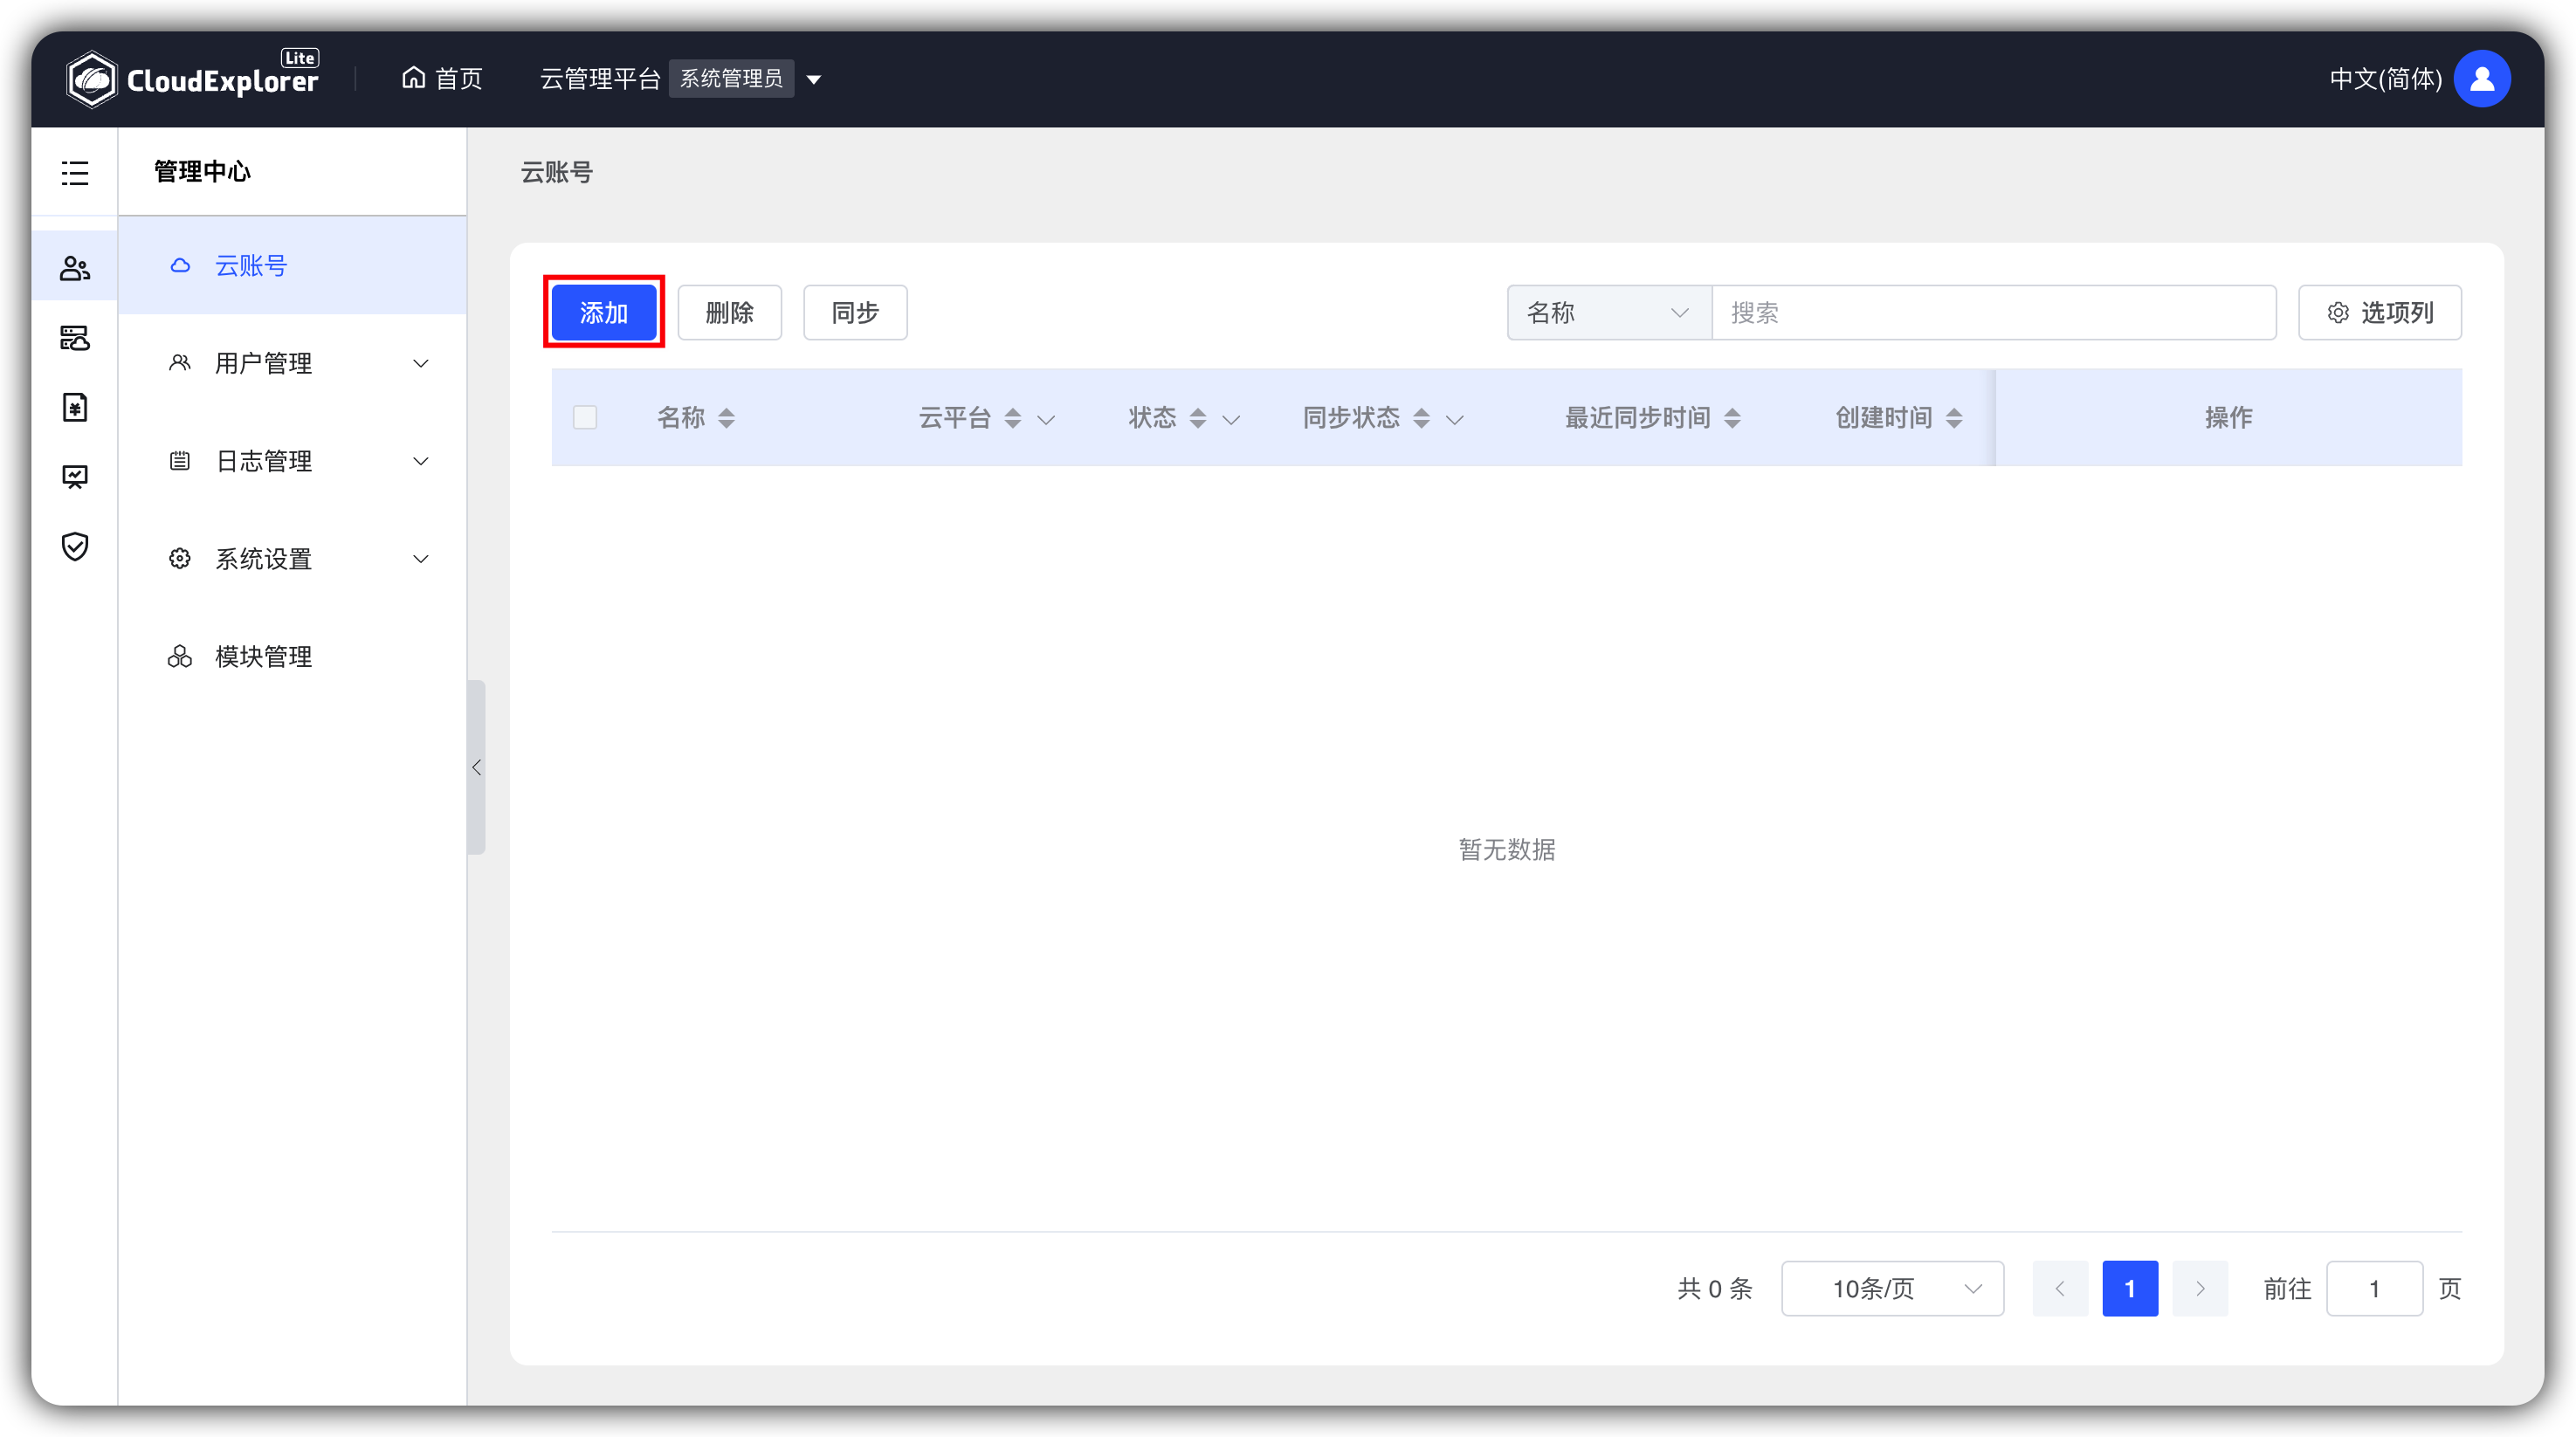 CloudExplorer Lite
首页
云管理平台 系统管理员
中文(简体)
管理中心
云账号
用户管理
日志管理
系统设置
模块管理
云账号
添加 删除 同步
名称 搜索 选项列
名称 云平台 状态 同步状态 最近同步时间 创建时间 操作
暂无数据
共 0 条 10条/页 1 前往 1 页